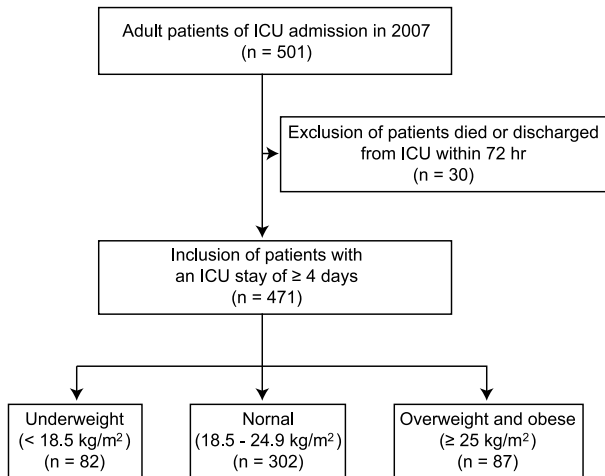 Adult patients of ICU admission in 2007
(n = 501)
Exclusion of patients died or discharged
from ICU within 72 hr
(n = 30)
Inclusion of patients with
an ICU stay of ≥ 4 days
(n = 471)
Underweight
(< 18.5 kg/m²)
(n = 82)
Nornal
(18.5 - 24.9 kg/m²)
(n = 302)
Overweight and obese
(≥ 25 kg/m²)
(n = 87)